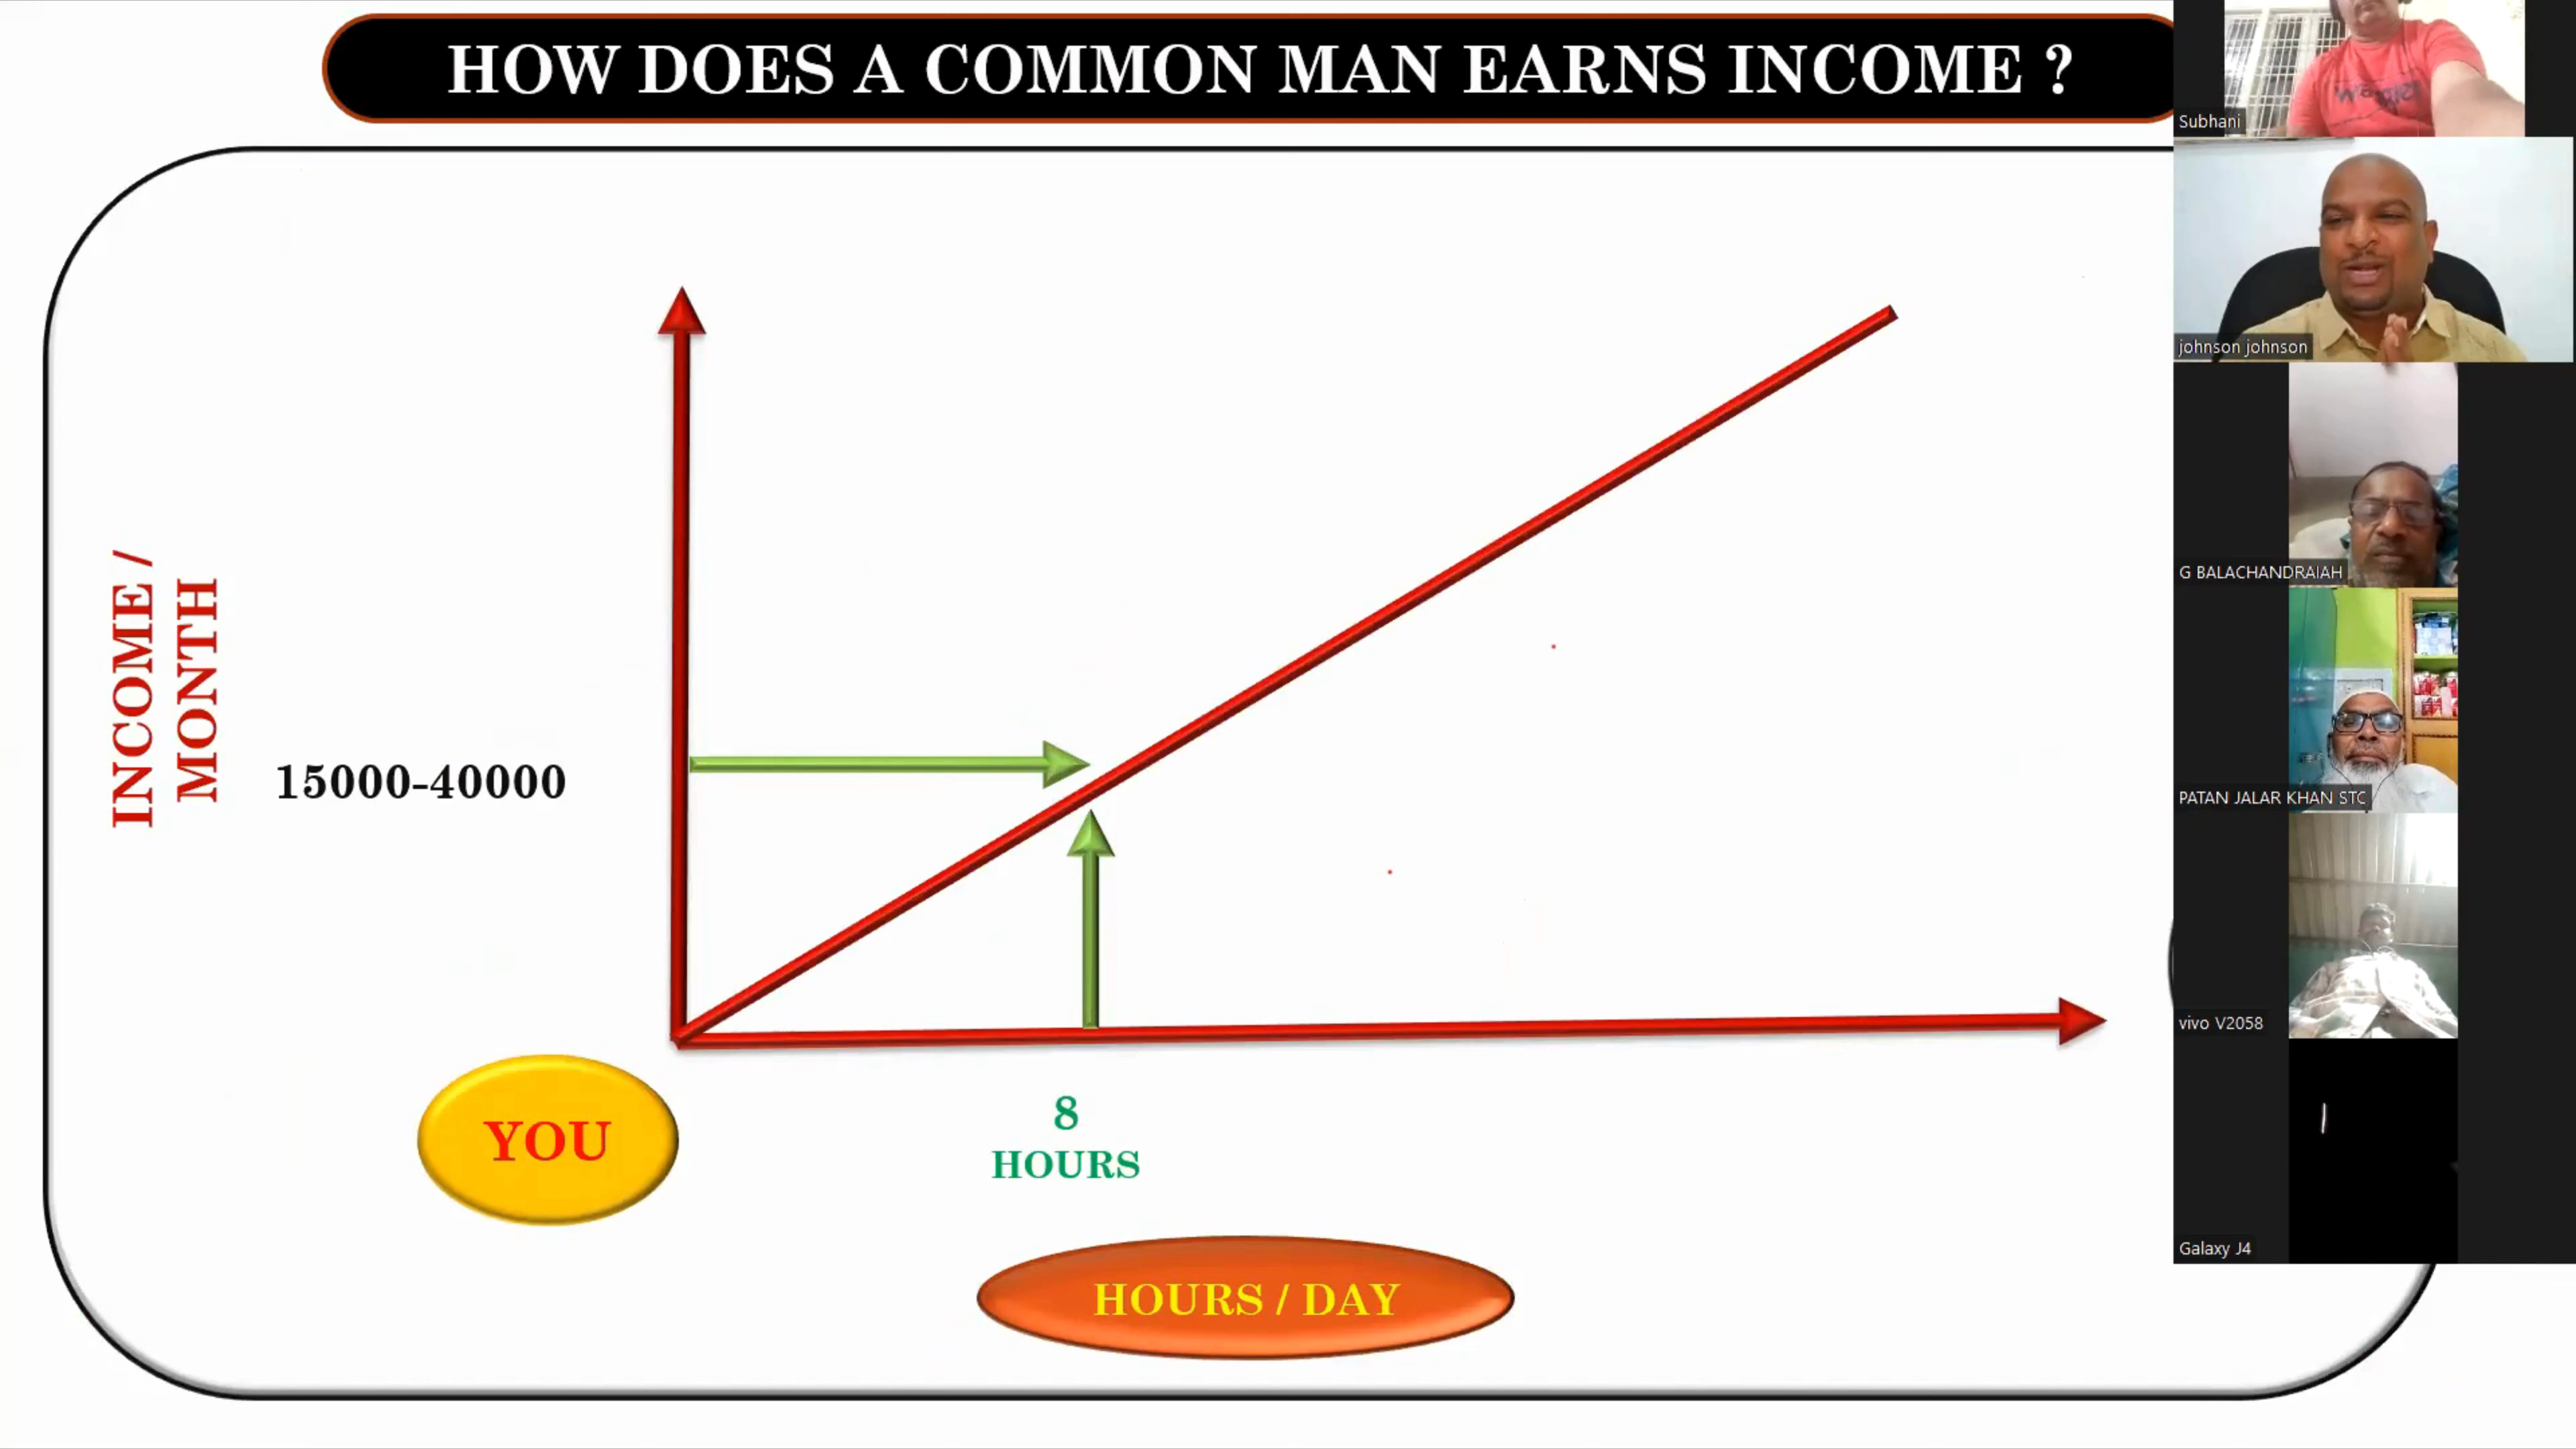 HOW DOES A COMMON MAN EARNS INCOME ?
INCOME /
MONTH
15000-40000
YOU
8
HOURS
HOURS / DAY
Subhani
johnson johnson
G BALACHANDRAIAH
PATAN JALAR KHAN STC
vivo V2058
Galaxy J4